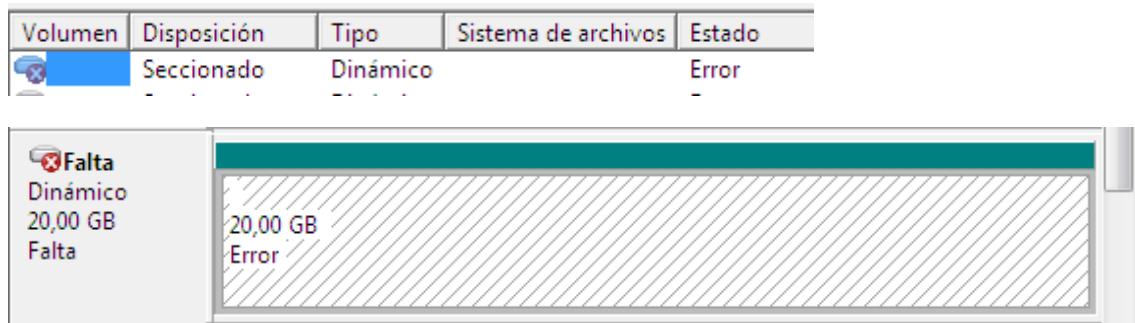 Volumen Disposición Tipo Sistema de archivos Estado
Seccionado Dinámico Error
Falta
Dinámico
20,00 GB
Falta
20,00 GB
Error